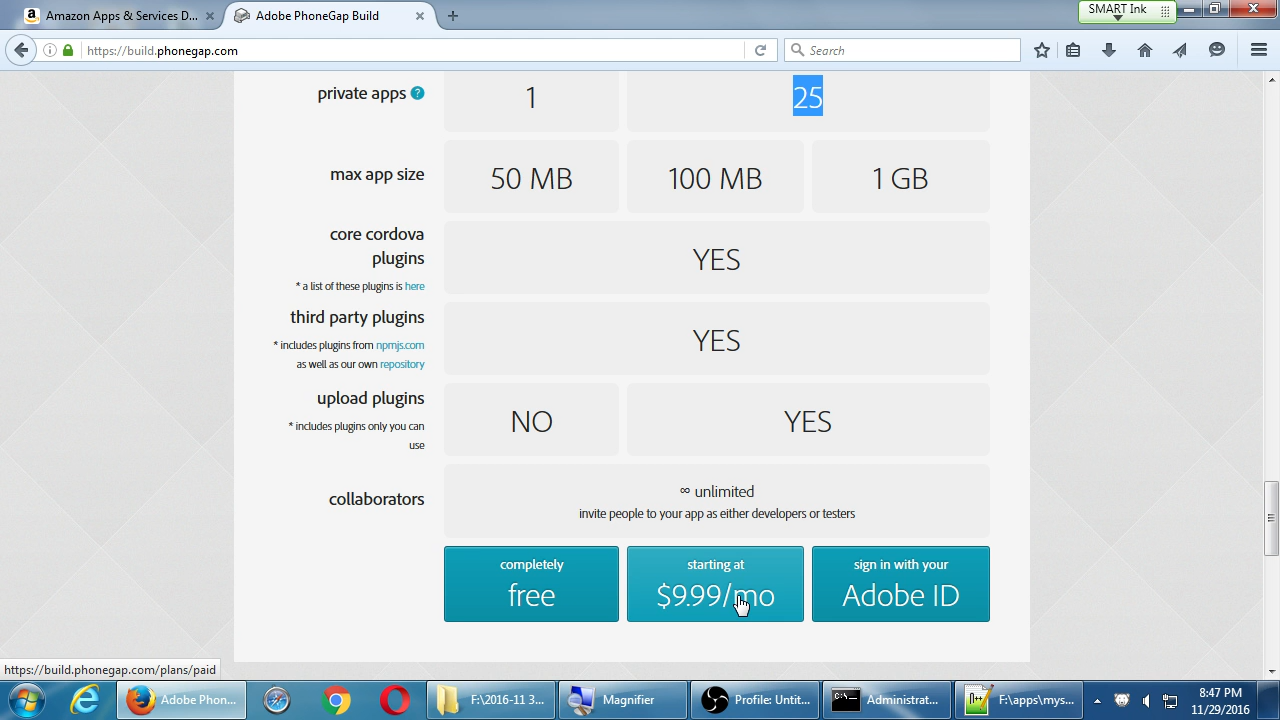 Amazon Apps & Services D...
Adobe PhoneGap Build
SMART Ink
https://build.phonegap.com
Search
private apps ?
1
25
max app size
50 MB
100 MB
1 GB
core cordova
plugins
* a list of these plugins is here
YES
third party plugins
* includes plugins from npmjs.com
as well as our own repository
YES
upload plugins
* includes plugins only you can
use
NO
YES
collaborators
∞ unlimited
invite people to your app as either developers or testers
completely
free
starting at
$9.99/mo
sign in with your
Adobe ID
https://build.phonegap.com/plans/paid
Adobe Phon...
F:\2016-11 3...
Magnifier
Profile: Untit...
Administrat...
F:\apps\mys...
8:47 PM
11/29/2016